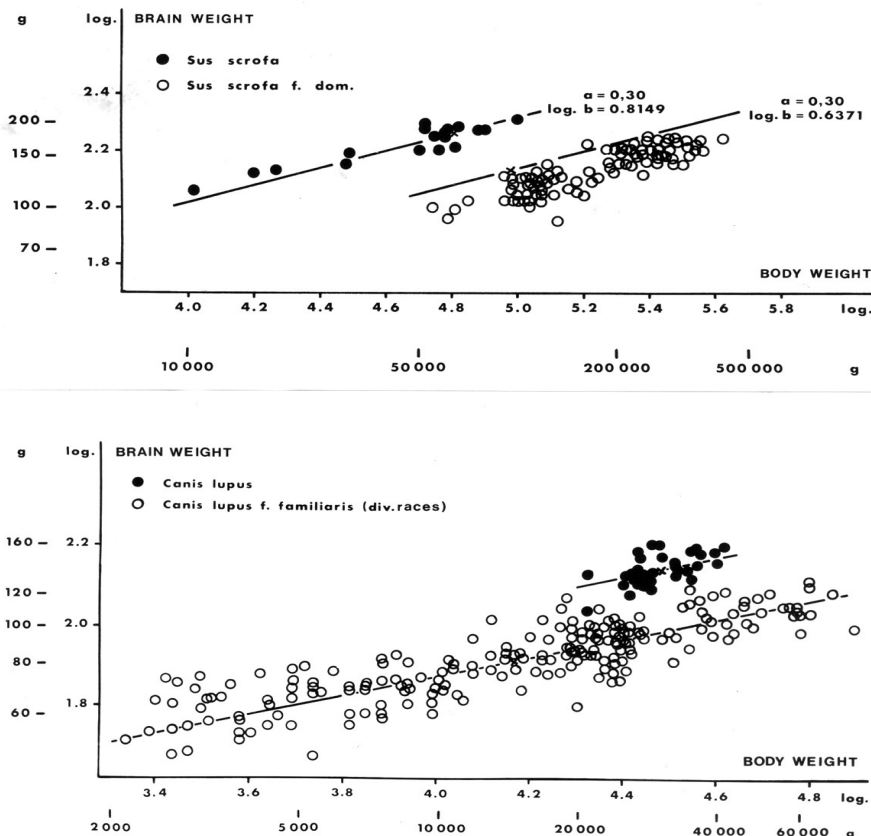 g log. BRAIN WEIGHT
● Sus scrofa
○ Sus scrofa f. dom.
2.4
a = 0,30
log. b = 0.8149
a = 0,30
log. b = 0.6371
200
2.2
150
100 2.0
70
1.8
BODY WEIGHT
4.0 4.2 4.4 4.6 4.8 5.0 5.2 5.4 5.6 5.8 log.
10 000 50 000 200 000 500 000 g
g log. BRAIN WEIGHT
● Canis lupus
○ Canis lupus f. familiaris (div. races)
160 2.2
120
100 2.0
80
1.8
60
BODY WEIGHT
3.4 3.6 3.8 4.0 4.2 4.4 4.6 4.8 log.
2000 5000 10 000 20 000 40 000 60 000 g